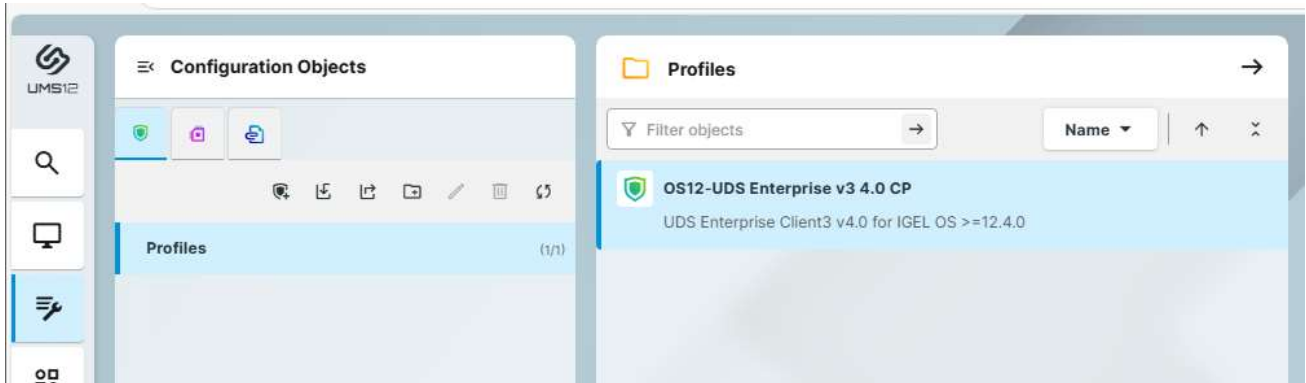 UMS12
Configuration Objects
Profiles
(1/1)
Profiles
Filter objects
Name
OS12-UDS Enterprise v3 4.0 CP
UDS Enterprise Client3 v4.0 for IGEL OS >=12.4.0